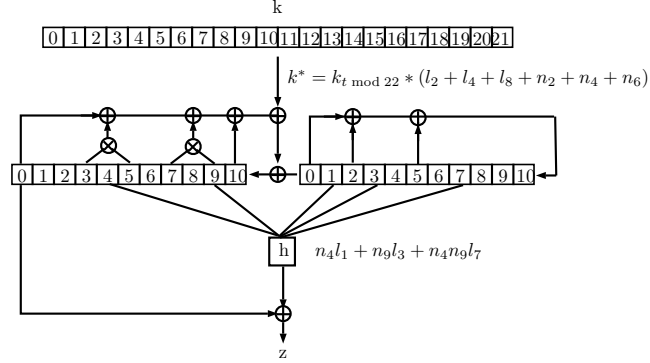 k
0 1 2 3 4 5 6 7 8 9 10 11 12 13 14 15 16 17 18 19 20 21
k* = k_{t mod 22} * (l_2 + l_4 + l_8 + n_2 + n_4 + n_6)
0 1 2 3 4 5 6 7 8 9 10 0 1 2 3 4 5 6 7 8 9 10
h n_4l_1 + n_9l_3 + n_4n_9l_7
z